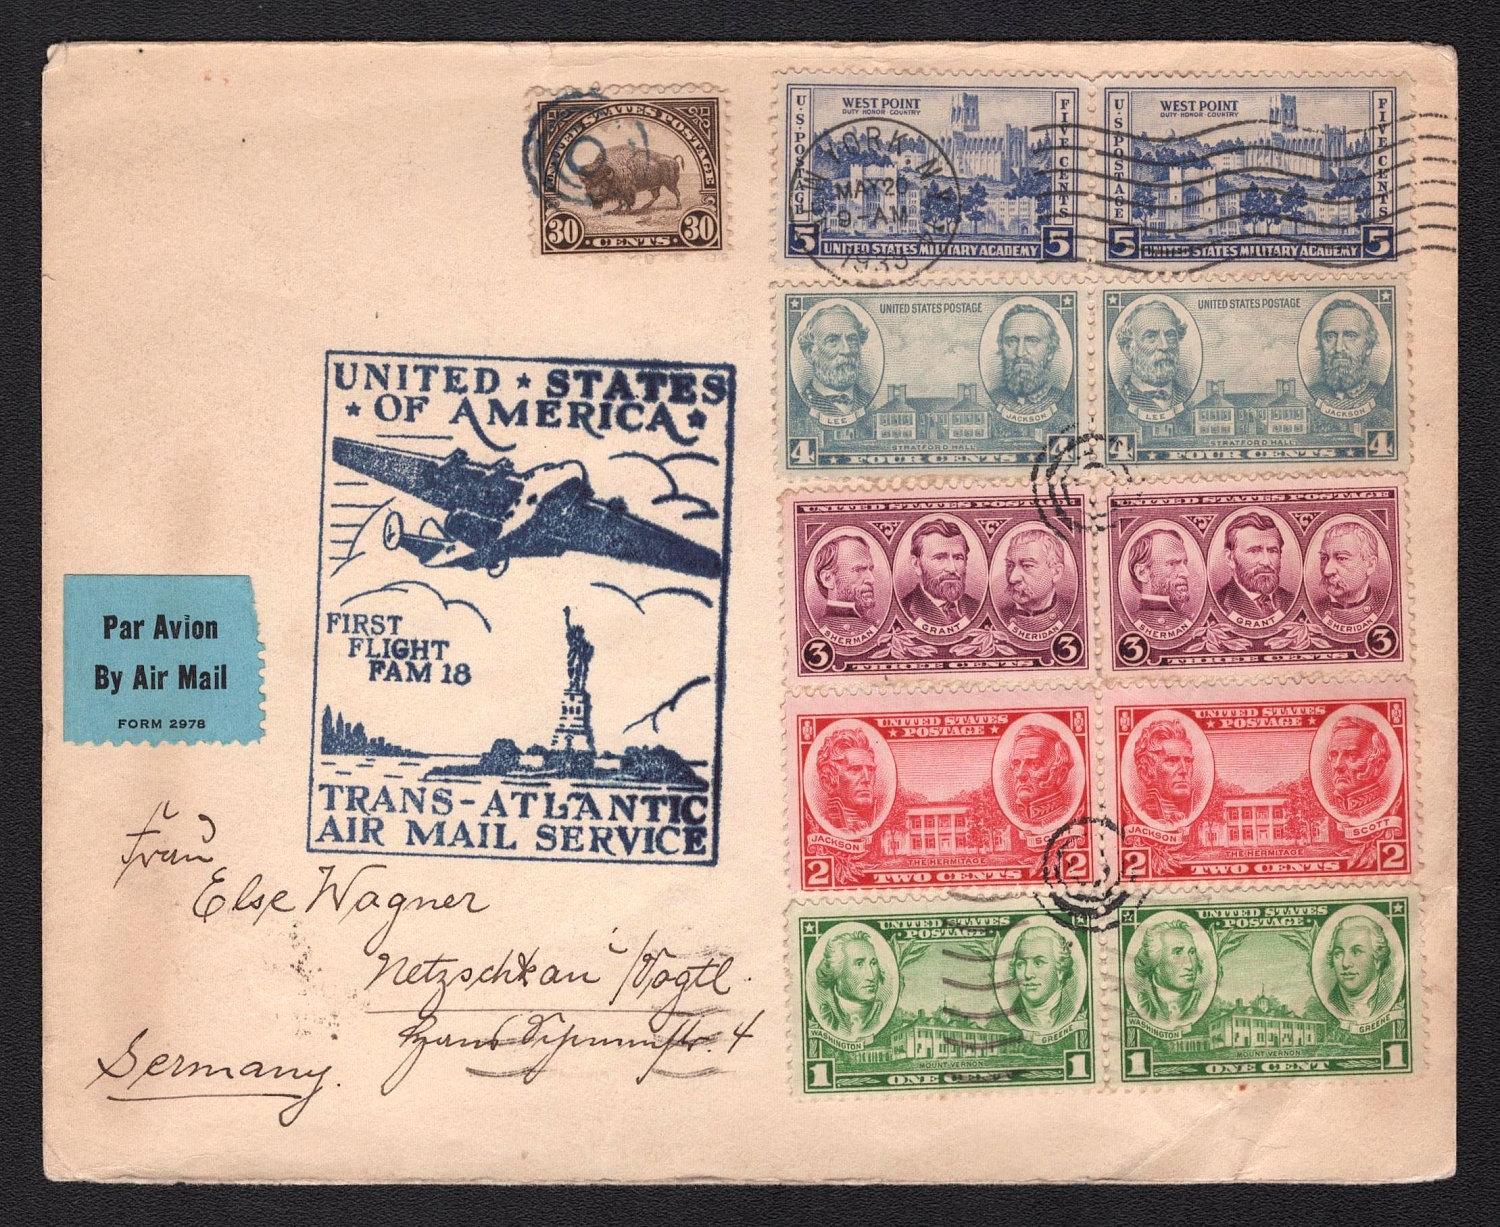 UNITED STATES POSTAGE
30 CENTS 30
U.S. POSTAGE
WEST POINT
DUTY HONOR COUNTRY
FIVE CENTS
5 UNITED STATES MILITARY ACADEMY 5
U.S. POSTAGE
WEST POINT
DUTY HONOR COUNTRY
FIVE CENTS
5 UNITED STATES MILITARY ACADEMY 5
NEW YORK, N.Y.
MAY 20
9-AM
1939
UNITED STATES POSTAGE
LEE
JACKSON
STRATFORD HALL
4 FOUR CENTS 4
UNITED STATES POSTAGE
LEE
JACKSON
STRATFORD HALL
4 FOUR CENTS 4
UNITED STATES POSTAGE
SHERMAN GRANT SHERIDAN
3 THREE CENTS 3
UNITED STATES POSTAGE
SHERMAN GRANT SHERIDAN
3 THREE CENTS 3
UNITED STATES
POSTAGE
JACKSON
THE HERMITAGE
2 TWO CENTS 2
UNITED STATES
POSTAGE
JACKSON
SCOTT
THE HERMITAGE
2 TWO CENTS 2
UNITED STATES
POSTAGE
WASHINGTON
GREENE
MOUNT VERNON
1 ONE CENT 1
UNITED STATES
POSTAGE
WASHINGTON
GREENE
MOUNT VERNON
1 ONE CENT 1
UNITED ★ STATES
★ OF AMERICA ★
FIRST
FLIGHT
FAM 18
TRANS-ATLANTIC
AIR MAIL SERVICE
Par Avion
By Air Mail
FORM 2978
Frau
Else Wagner
Netzschkau /Vogtl.
4
Germany.